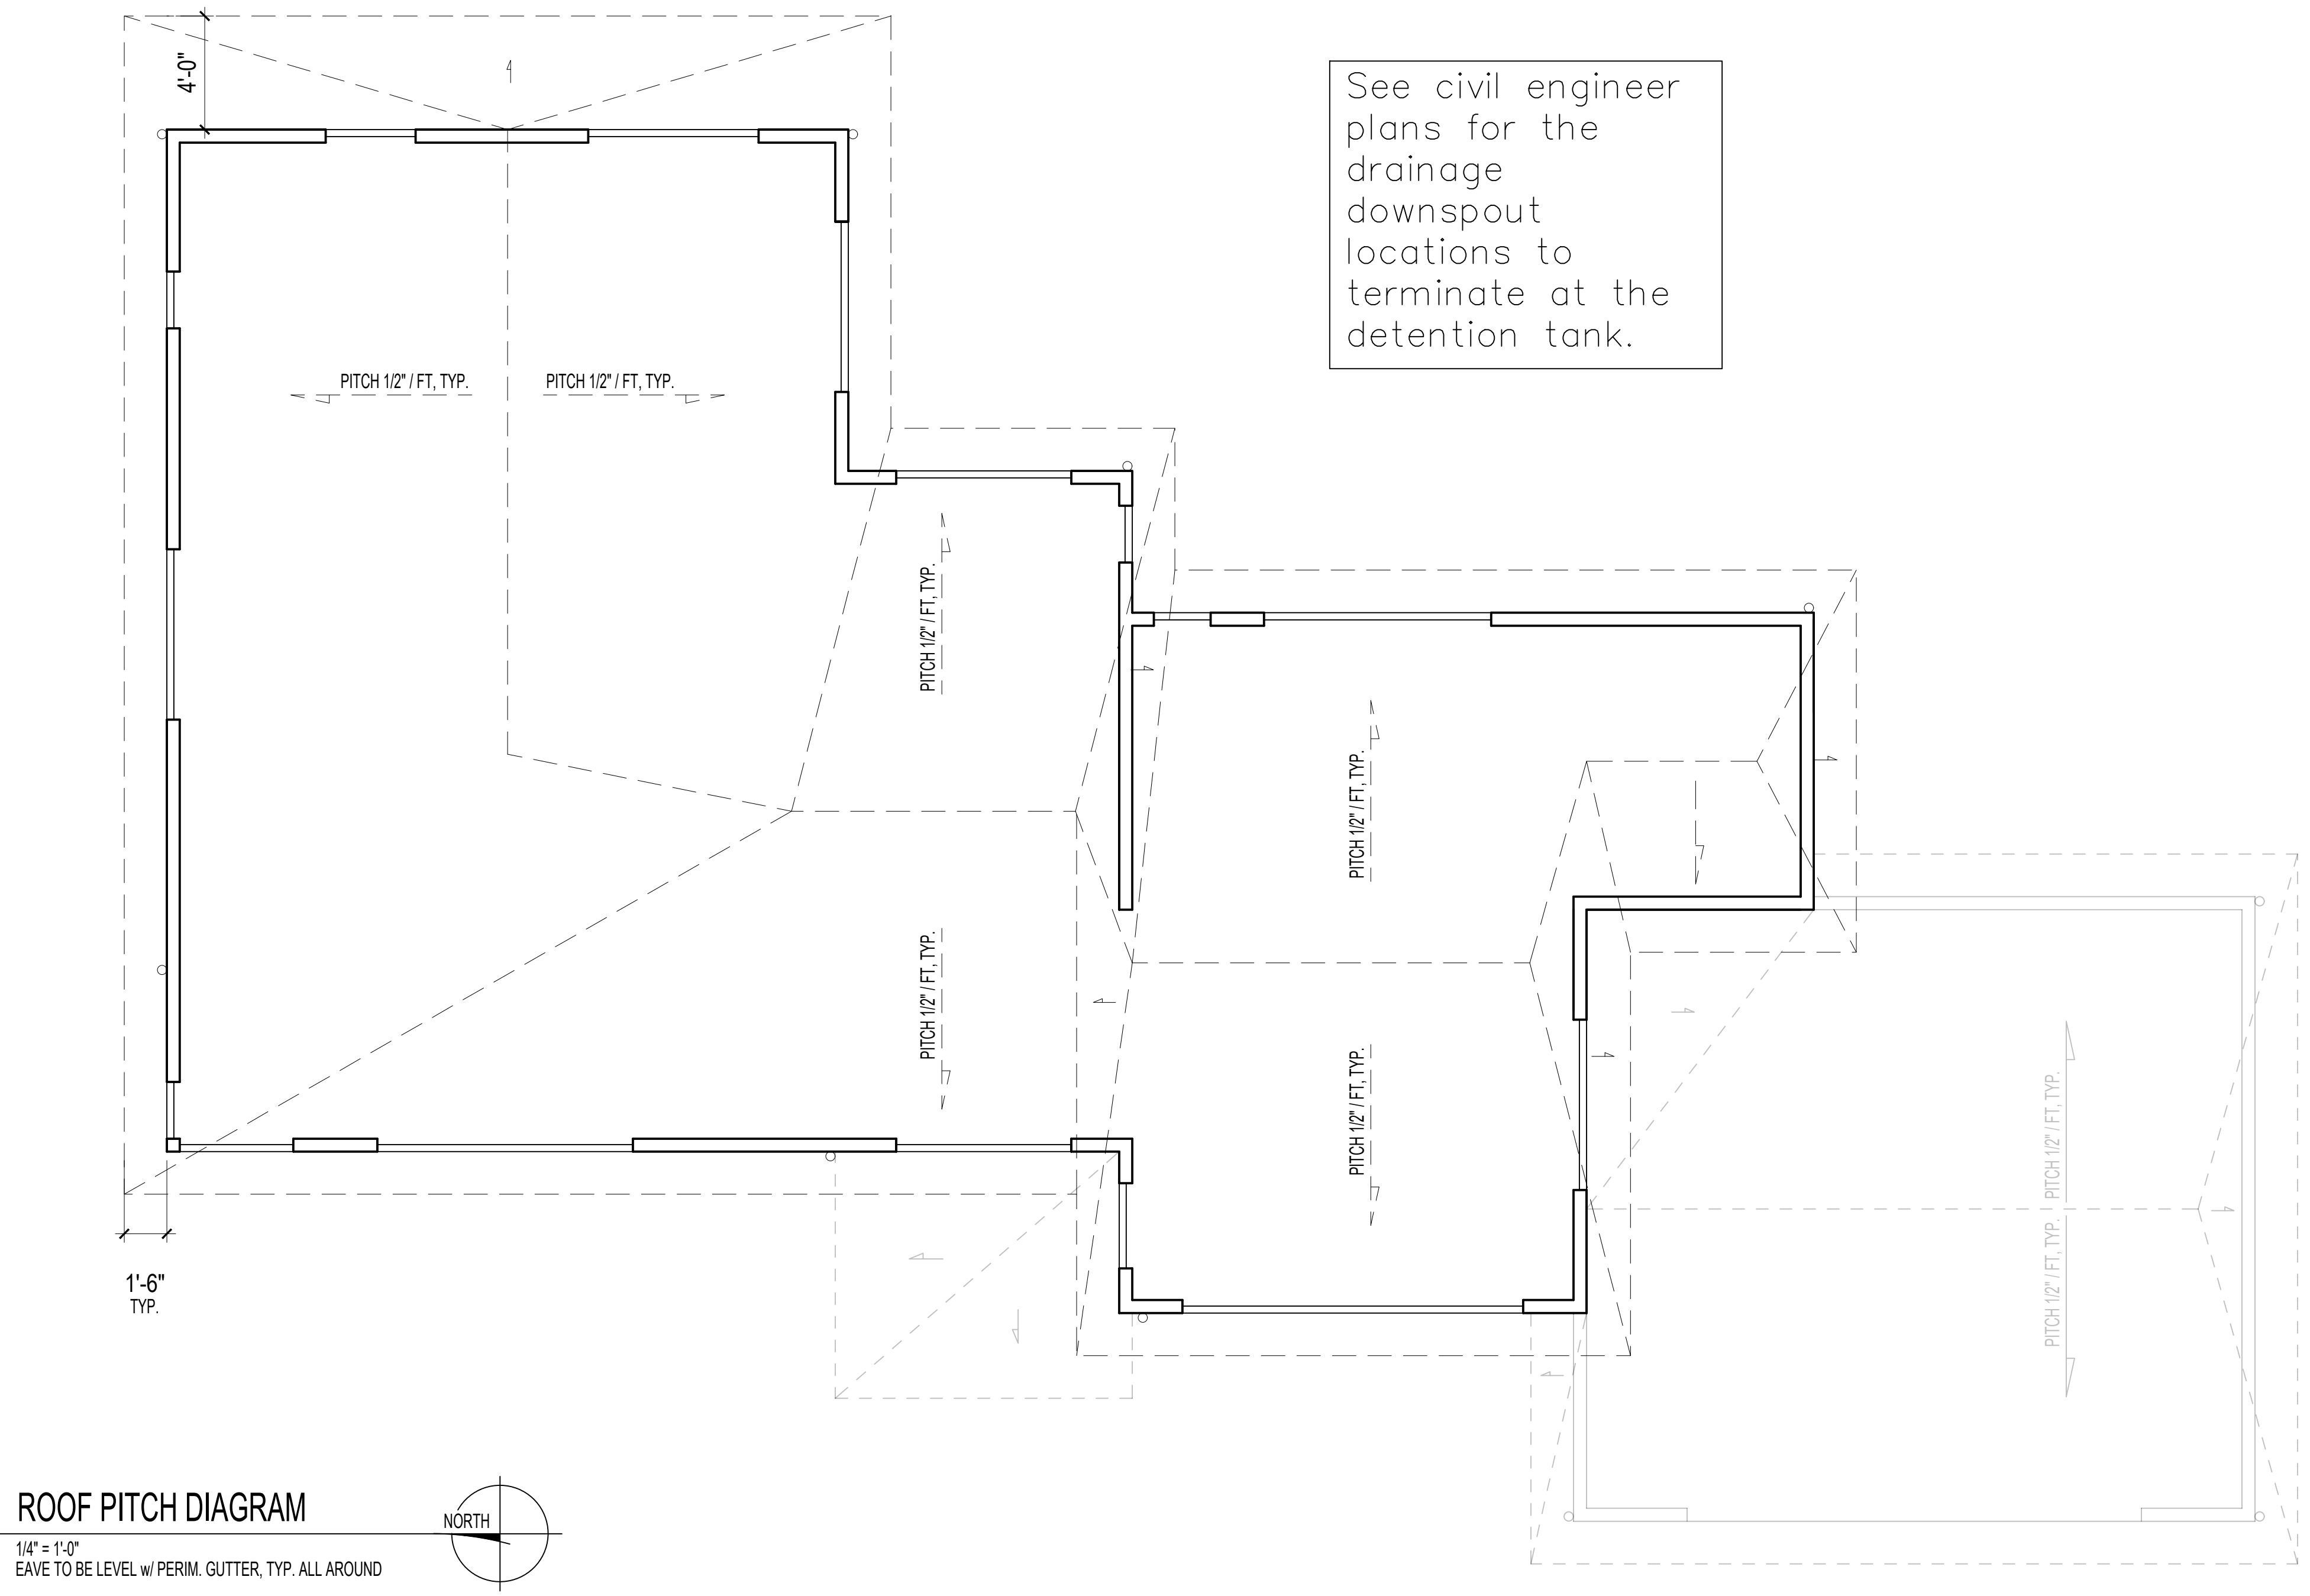 4'-0"
See civil engineer
plans for the
drainage
downspout
locations to
terminate at the
detention tank.
PITCH 1/2" / FT, TYP.
PITCH 1/2" / FT, TYP.
PITCH 1/2" / FT, TYP.
PITCH 1/2" / FT, TYP.
PITCH 1/2" / FT, TYP.
PITCH 1/2" / FT, TYP.
PITCH 1/2" / FT, TYP.
PITCH 1/2" / FT, TYP.
1'-6"
TYP.
ROOF PITCH DIAGRAM
NORTH
1/4" = 1'-0"
EAVE TO BE LEVEL w/ PERIM. GUTTER, TYP. ALL AROUND